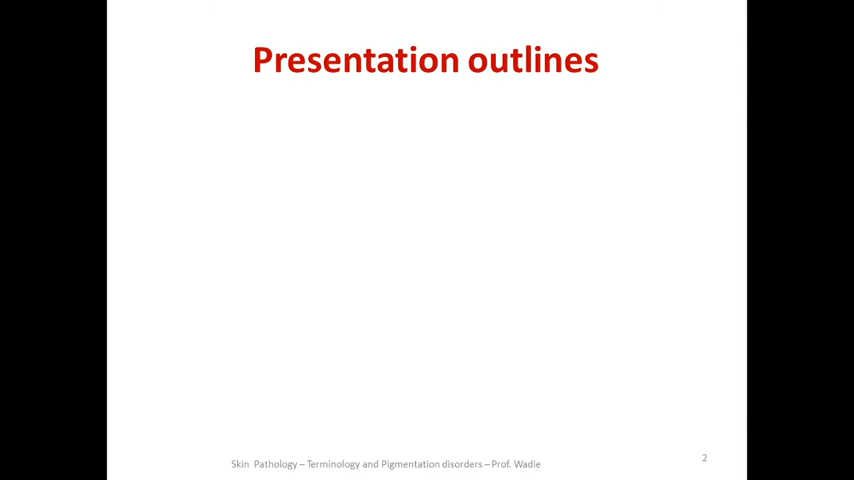 Presentation outlines
2
Skin Pathology – Terminology and Pigmentation disorders – Prof. Wadie